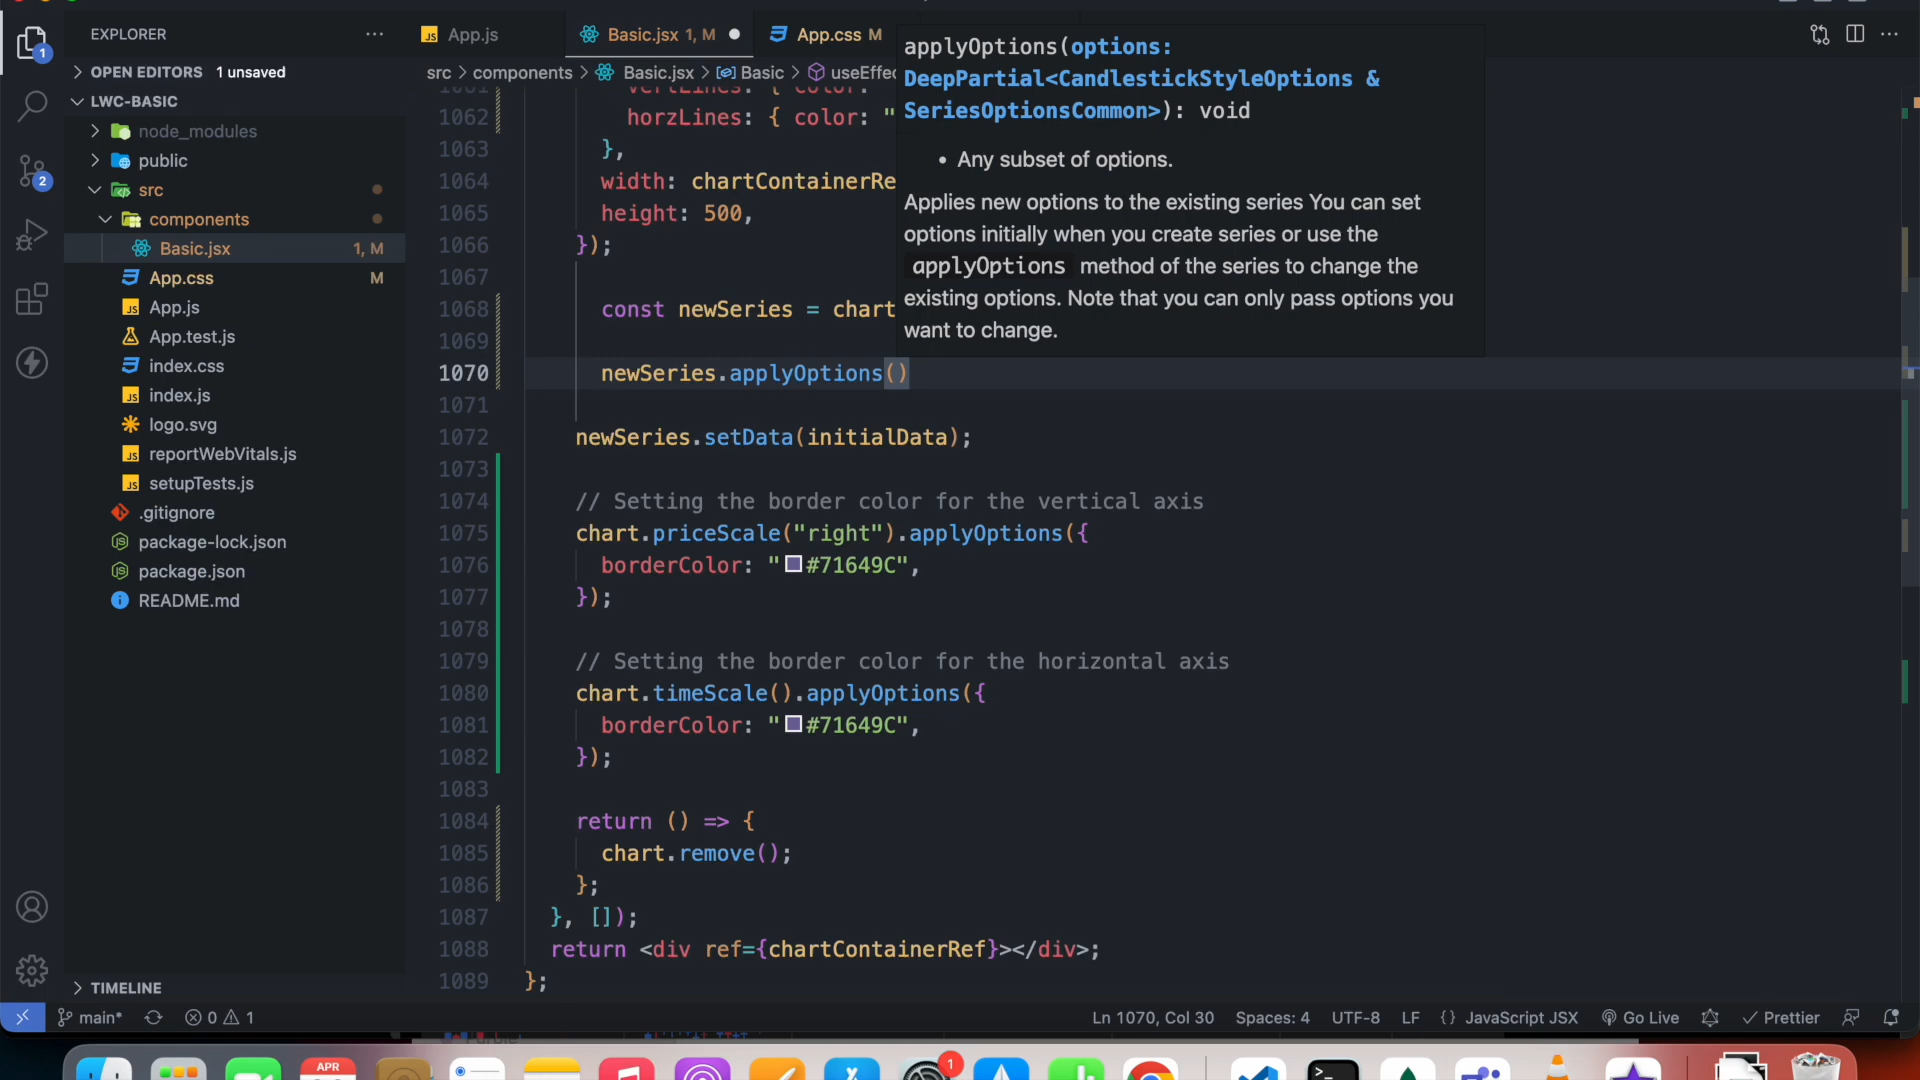 EXPLORER
OPEN EDITORS 1 unsaved
LWC-BASIC
node_modules
public
src
components
Basic.jsx 1, M
App.css M
App.js
App.test.js
index.css
index.js
logo.svg
reportWebVitals.js
setupTests.js
.gitignore
package-lock.json
package.json
README.md
TIMELINE
App.js
Basic.jsx 1, M
App.css M
src > components > Basic.jsx > Basic > useEffec
applyOptions(options:
DeepPartial<CandlestickStyleOptions &
SeriesOptionsCommon>): void
• Any subset of options.
Applies new options to the existing series You can set
options initially when you create series or use the
applyOptions method of the series to change the
existing options. Note that you can only pass options you
want to change.
1061 vertLines: { color:
1062 horzLines: { color: "
1063 },
1064 width: chartContainerRe
1065 height: 500,
1066 });
1067
1068 const newSeries = chart
1069
1070 newSeries.applyOptions()
1071
1072 newSeries.setData(initialData);
1073
1074 // Setting the border color for the vertical axis
1075 chart.priceScale("right").applyOptions({
1076 borderColor: "#71649C",
1077 });
1078
1079 // Setting the border color for the horizontal axis
1080 chart.timeScale().applyOptions({
1081 borderColor: "#71649C",
1082 });
1083
1084 return () => {
1085 chart.remove();
1086 };
1087 }, []);
1088 return <div ref={chartContainerRef}></div>;
1089 };
1
2
main* 0 1
Ln 1070, Col 30 Spaces: 4 UTF-8 LF {} JavaScript JSX Go Live Prettier
APR
1